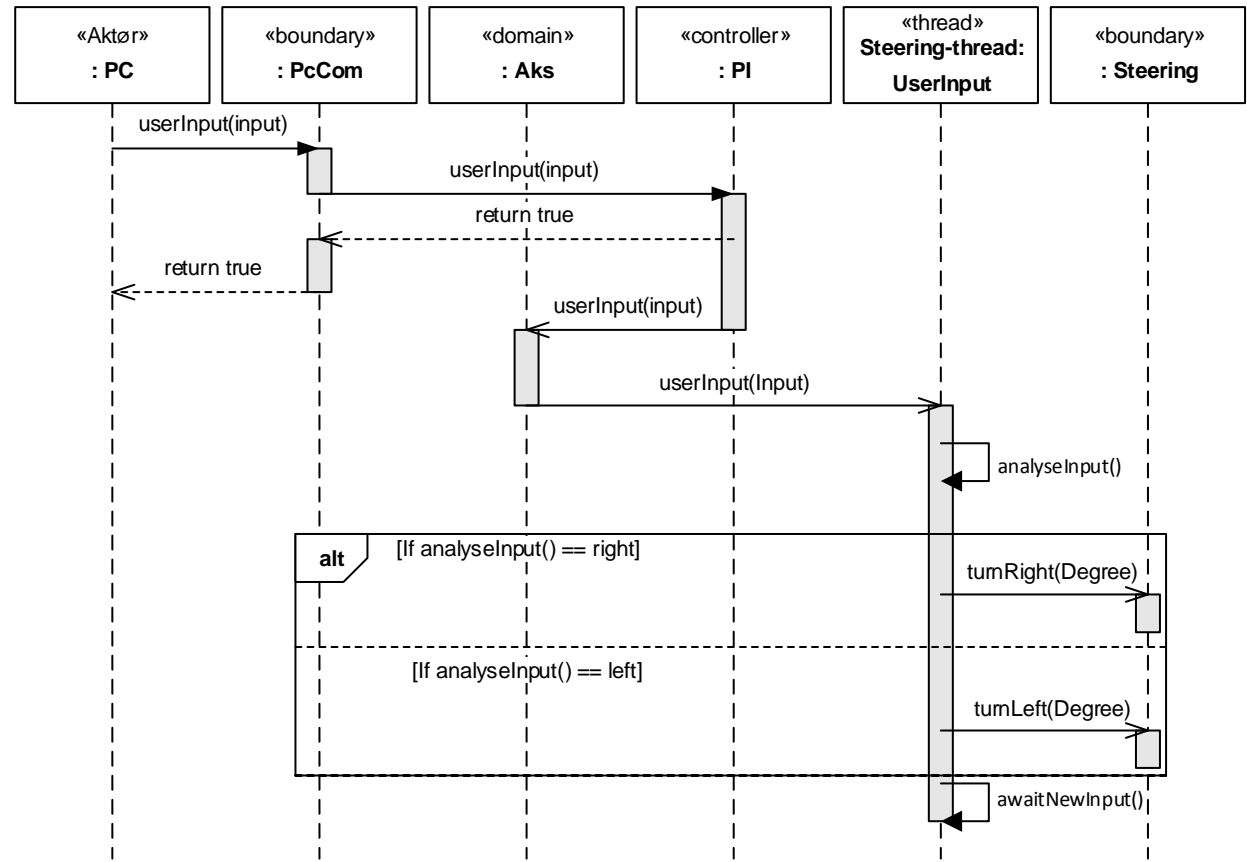 «Aktør»
: PC
«boundary»
: PcCom
«domain»
: Aks
«controller»
: PI
«thread»
Steering-thread:
UserInput
«boundary»
: Steering
userInput(input)
userInput(input)
return true
return true
userInput(input)
userInput(Input)
analyseInput()
alt
[If analyseInput() == right]
turnRight(Degree)
[If analyseInput() == left]
turnLeft(Degree)
awaitNewInput()